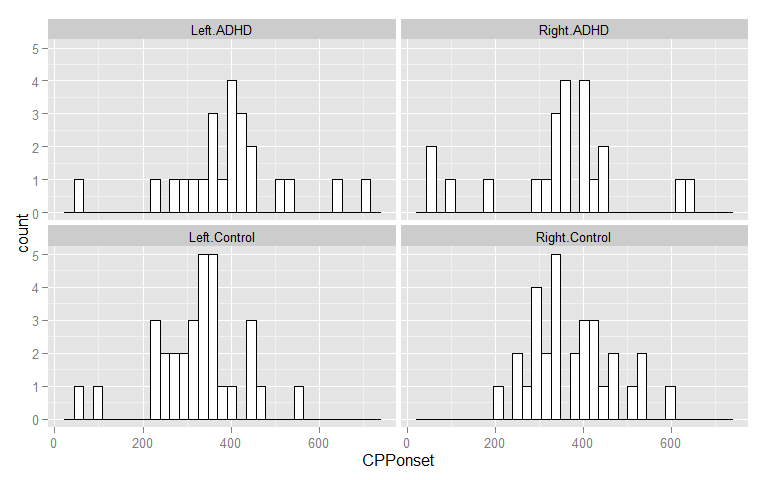 Left.ADHD Right.ADHD
5
4
3
2
1
0
count
Left.Control Right.Control
5
4
3
2
1
0
0 200 400 600 0 200 400 600
CPPonset